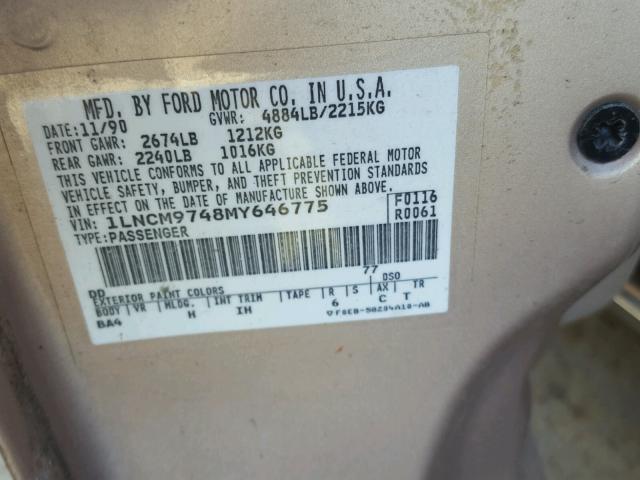 MFD. BY FORD MOTOR CO. IN U.S.A.
DATE: 11/90 GVWR: 4884LB/2215KG
FRONT GAWR: 2674LB 1212KG
REAR GAWR: 2240LB 1016KG
THIS VEHICLE CONFORMS TO ALL APPLICABLE FEDERAL MOTOR
VEHICLE SAFETY, BUMPER, AND THEFT PREVENTION STANDARDS
IN EFFECT ON THE DATE OF MANUFACTURE SHOWN ABOVE.
VIN: 1LNCM9748MY646775 F0116
TYPE: PASSENGER R0061
77
DD DSO
EXTERIOR PAINT COLORS
BODY VR MLDG. INT TRIM TAPE R S AX TR
BA4 H IH 6 C T